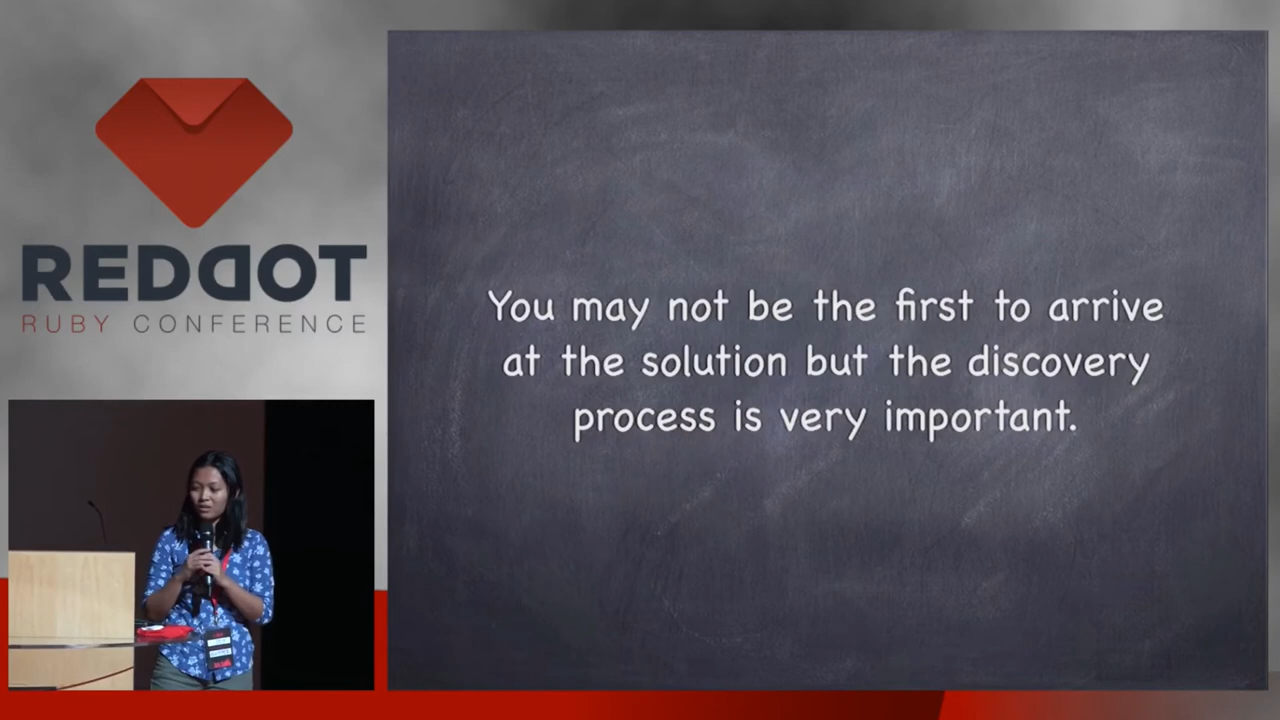 REDDOT
RUBY CONFERENCE
You may not be the first to arrive
at the solution but the discovery
process is very important.